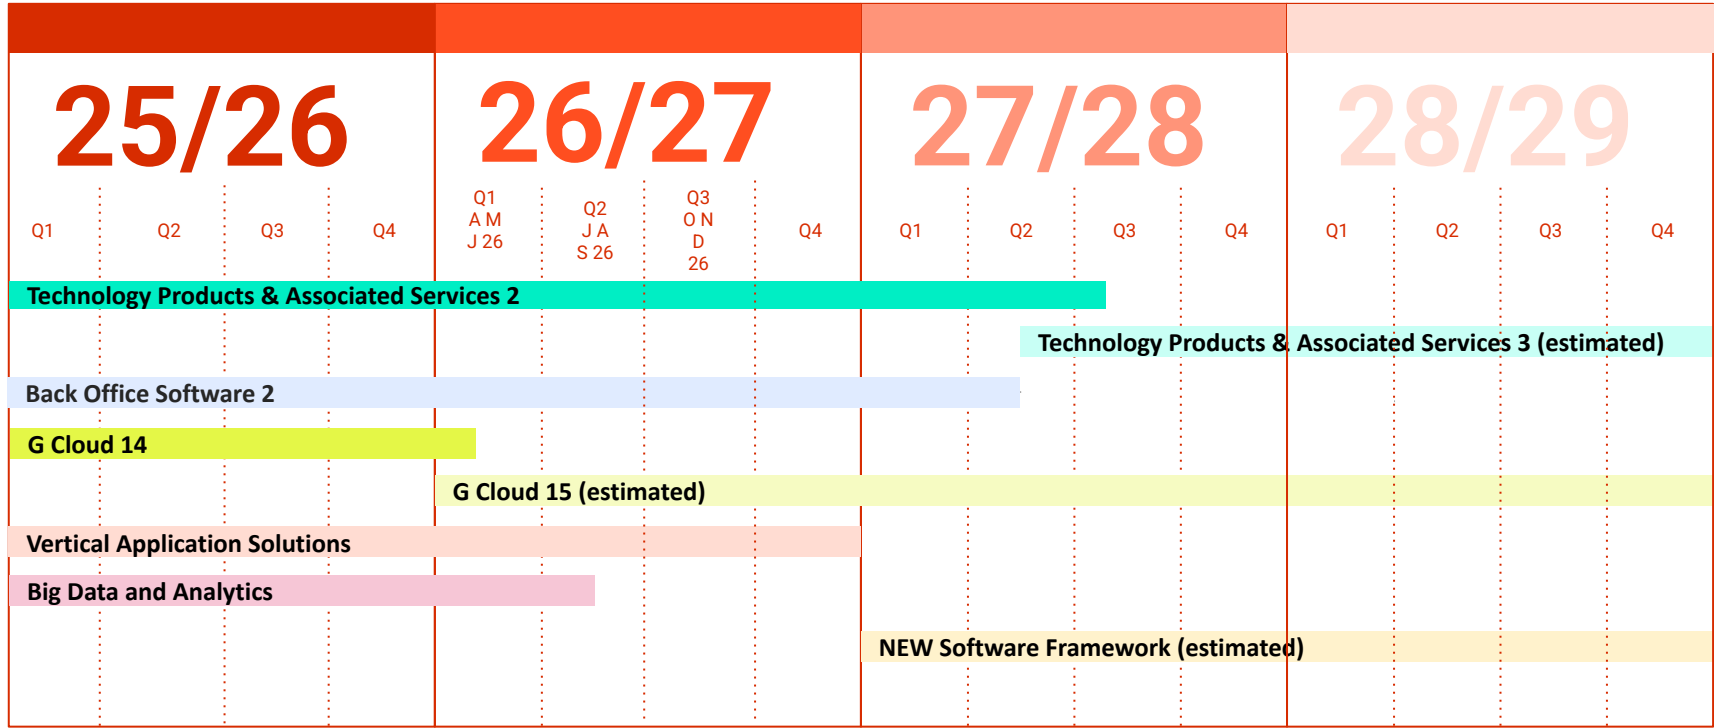 25/26
26/27
27/28
28/29
Q1
Q2
Q3
Q4
Q1
A M
J 26
Q2
J A
S 26
Q3
O N
D
26
Q4
Q1
Q2
Q3
Q4
Q1
Q2
Q3
Q4
Technology Products & Associated Services 2
Technology Products & Associated Services 3 (estimated)
Back Office Software 2
G Cloud 14
G Cloud 15 (estimated)
Vertical Application Solutions
Big Data and Analytics
NEW Software Framework (estimated)